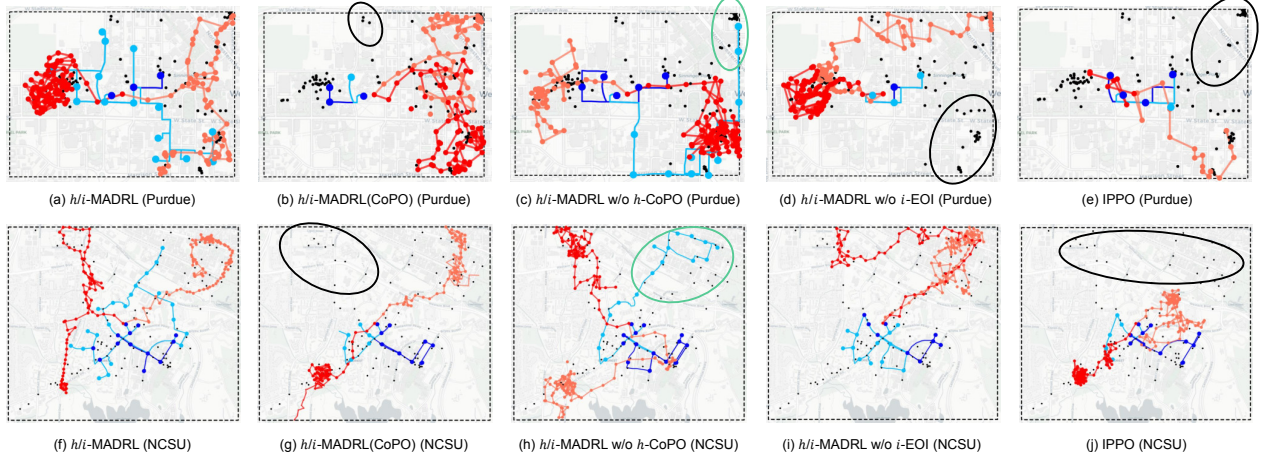 (a) h/i-MADRL (Purdue)
(b) h/i-MADRL(CoPO) (Purdue)
(c) h/i-MADRL w/o h-CoPO (Purdue)
(d) h/i-MADRL w/o i-EOI (Purdue)
(e) IPPO (Purdue)
(f) h/i-MADRL (NCSU)
(g) h/i-MADRL(CoPO) (NCSU)
(h) h/i-MADRL w/o h-CoPO (NCSU)
(i) h/i-MADRL w/o i-EOI (NCSU)
(j) IPPO (NCSU)